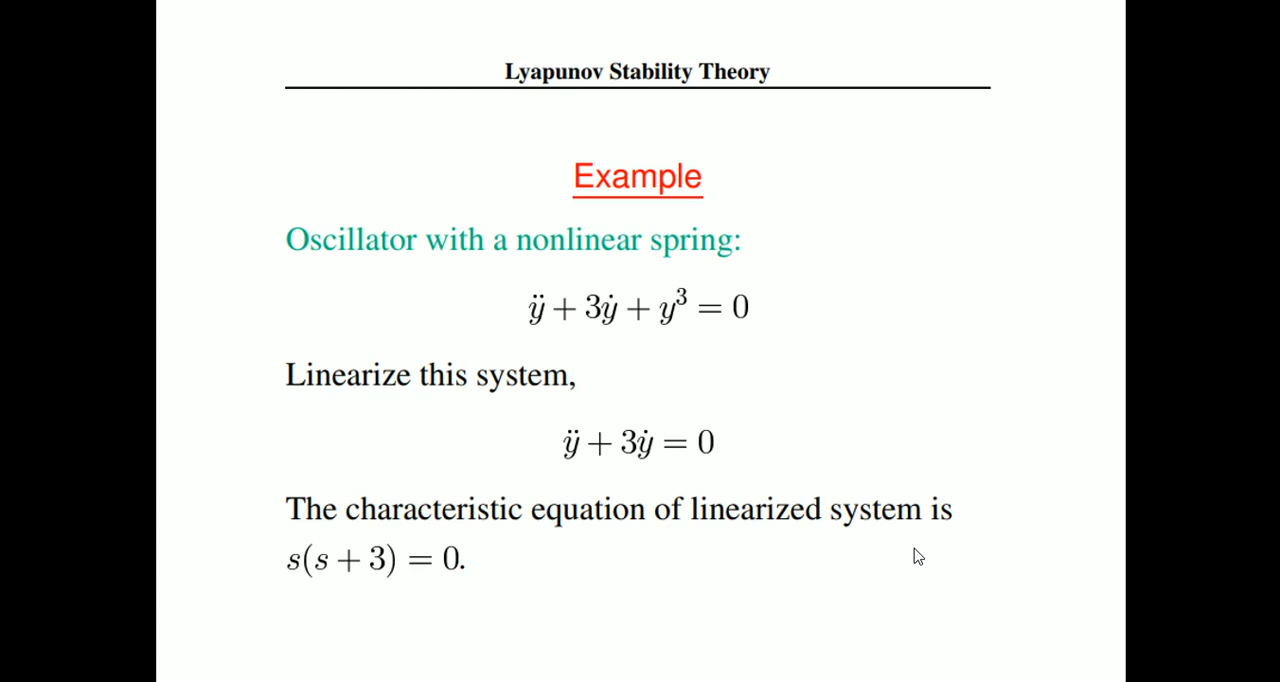 Lyapunov Stability Theory
Example
Oscillator with a nonlinear spring:
ÿ + 3ẏ + y³ = 0
Linearize this system,
ÿ + 3ẏ = 0
The characteristic equation of linearized system is
s(s + 3) = 0.